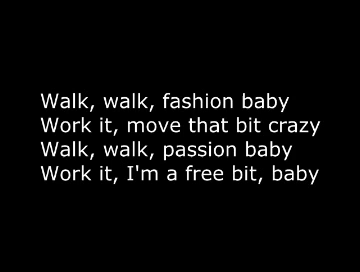 Walk, walk, fashion baby
Work it, move that bit crazy
Walk, walk, passion baby
Work it, I'm a free bit, baby